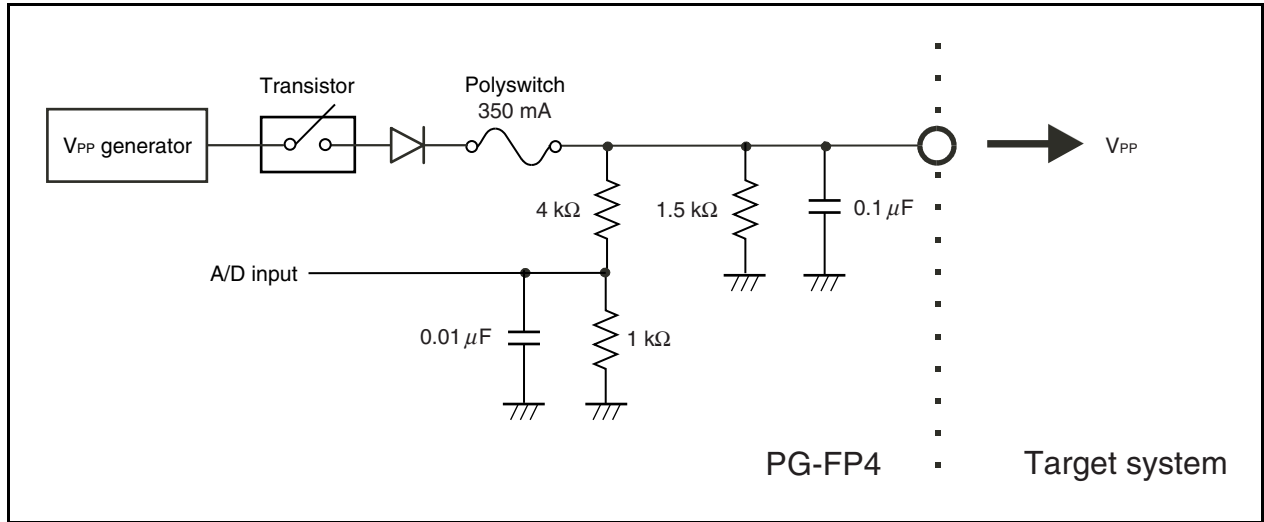 Transistor
Polyswitch
350 mA
VPP generator
VPP
4 kΩ
1.5 kΩ
0.1 μF
A/D input
0.01 μF
1 kΩ
PG-FP4
Target system